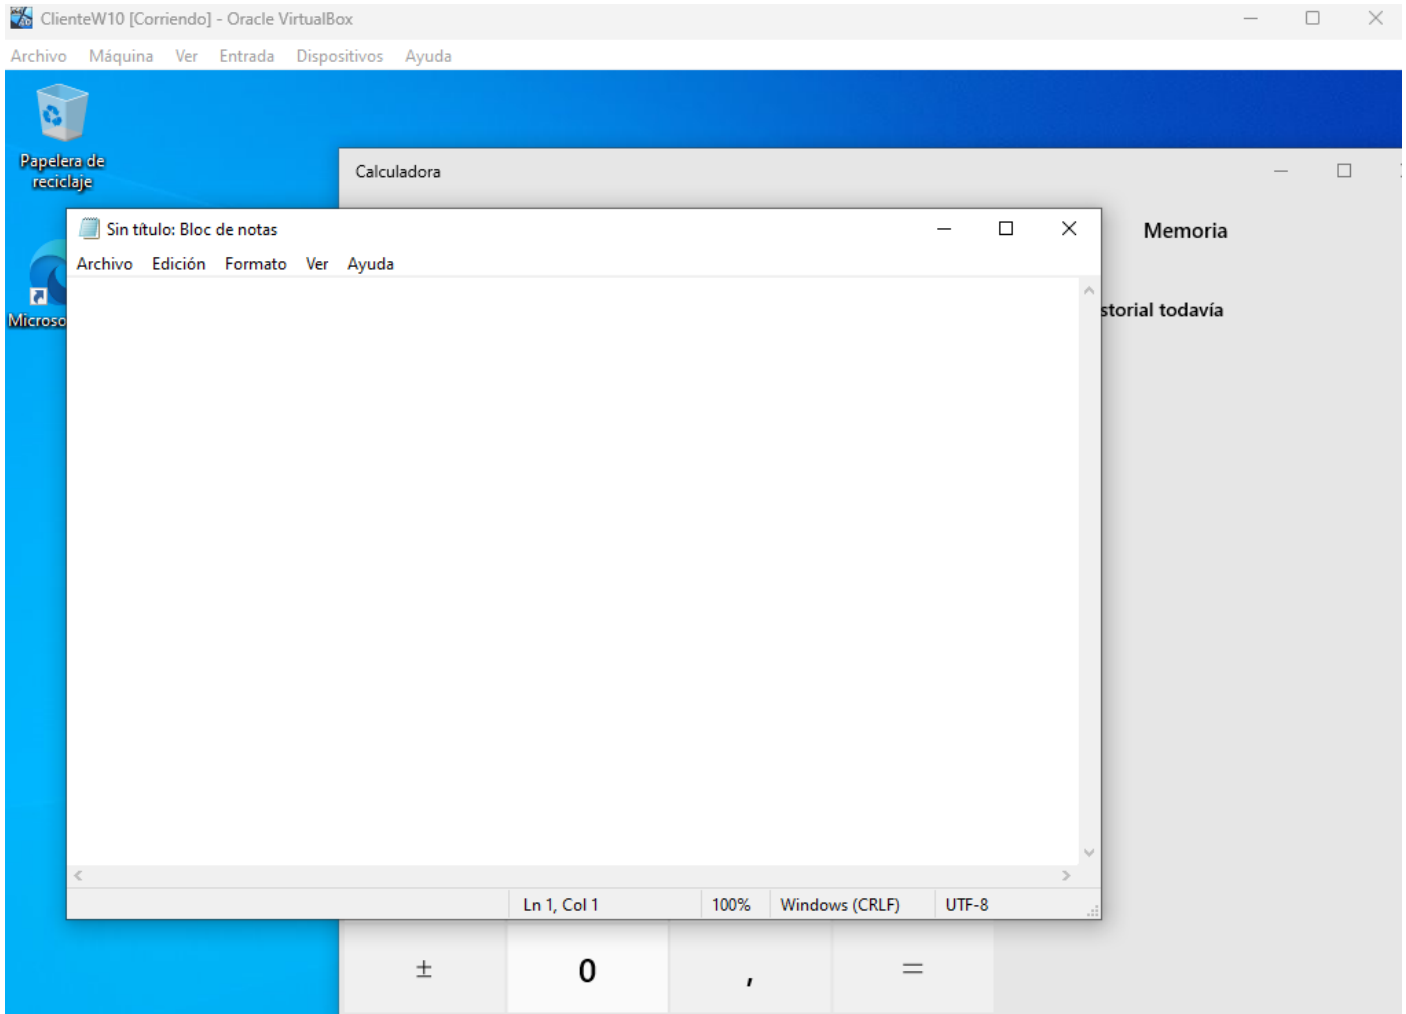 ClienteW10 [Corriendo] - Oracle VirtualBox
Archivo Máquina Ver Entrada Dispositivos Ayuda
Papelera de
reciclaje
Calculadora
Sin título: Bloc de notas
Memoria
Archivo Edición Formato Ver Ayuda
storial todavía
Microso
Ln 1, Col 1 100% Windows (CRLF) UTF-8
± 0 , =